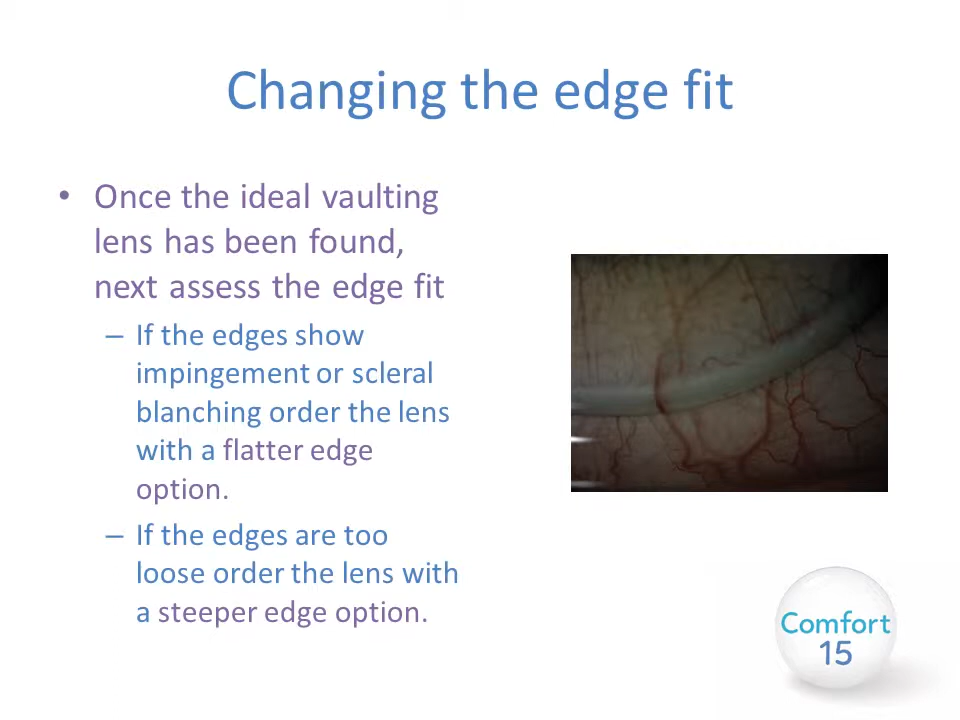 Changing the edge fit
• Once the ideal vaulting
lens has been found,
next assess the edge fit
– If the edges show
impingement or scleral
blanching order the lens
with a flatter edge
option.
– If the edges are too
loose order the lens with
a steeper edge option.
Comfort
15